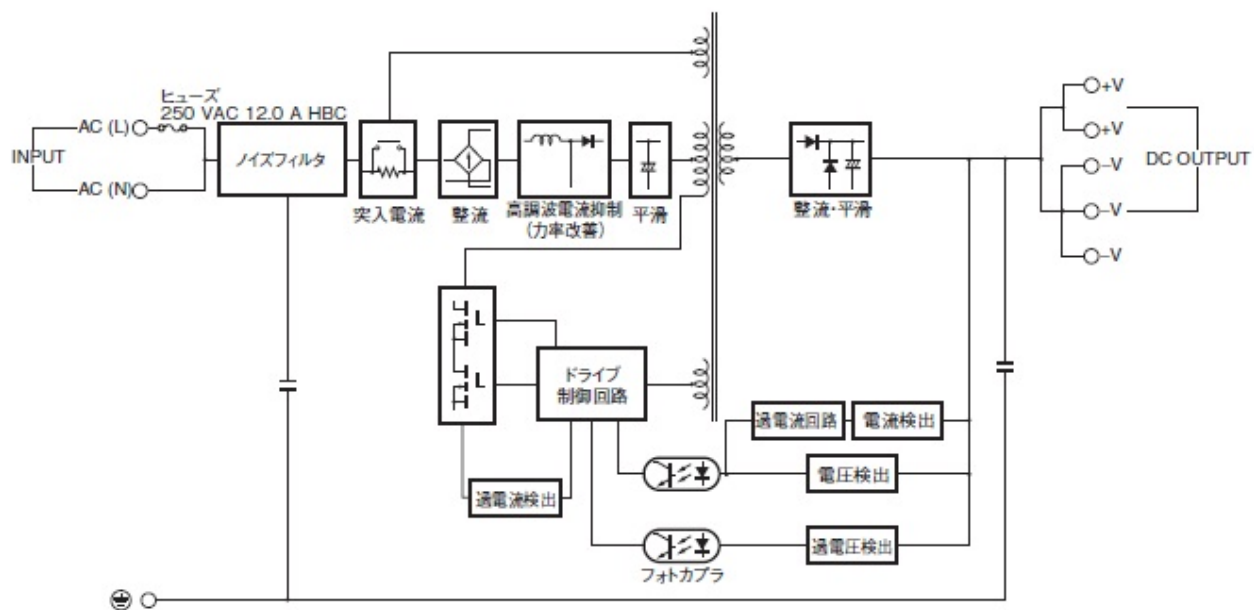 ヒューズ
250 VAC 12.0 A HBC
INPUT
AC (L)
AC (N)
ノイズフィルタ
突入電流
整流
高調波電流抑制
(力率改善)
平滑
整流・平滑
+V
+V
−V
−V
−V
DC OUTPUT
ドライブ
制御回路
過電流検出
過電流回路
電流検出
電圧検出
過電圧検出
フォトカプラ